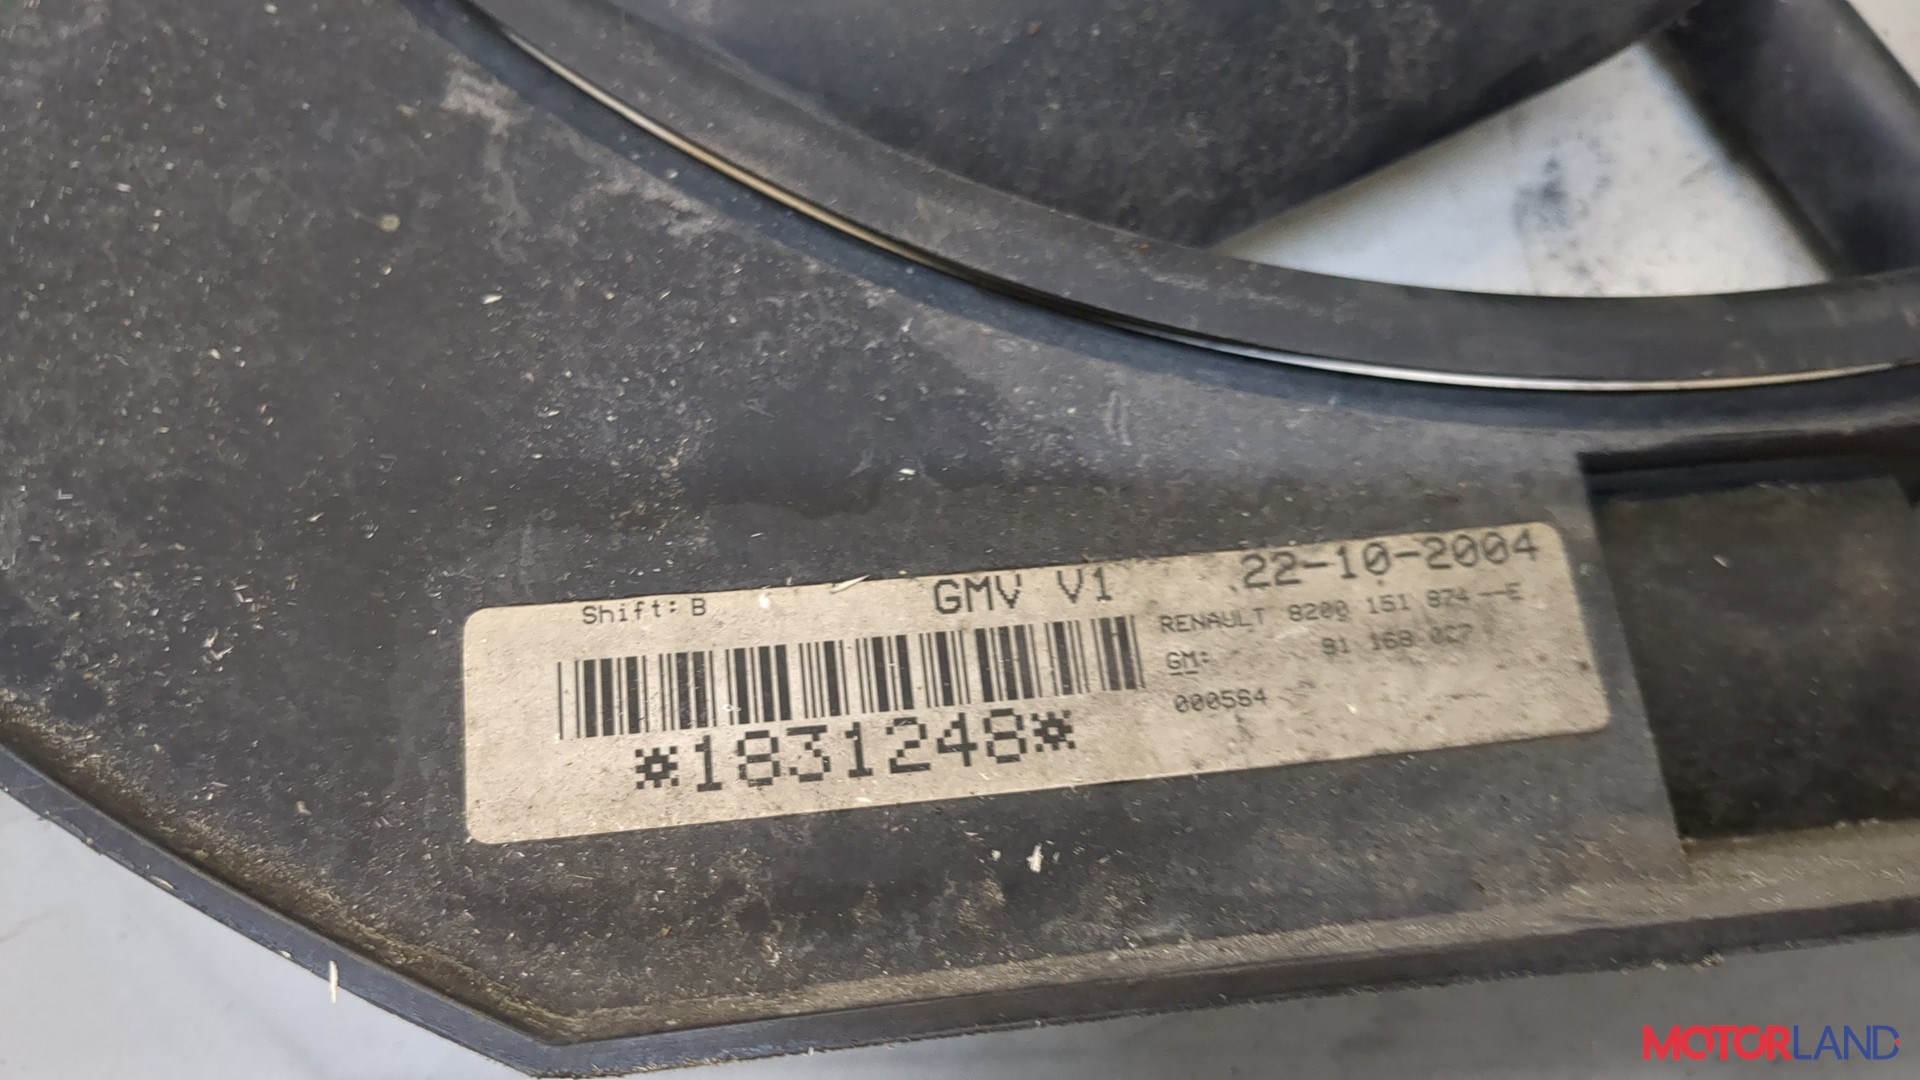 Shift: B GMV V1 22-10-2004
RENAULT 8200 151 874 --E
GM: 91 168 0C7
000564
*1831248*
MOTORLAND